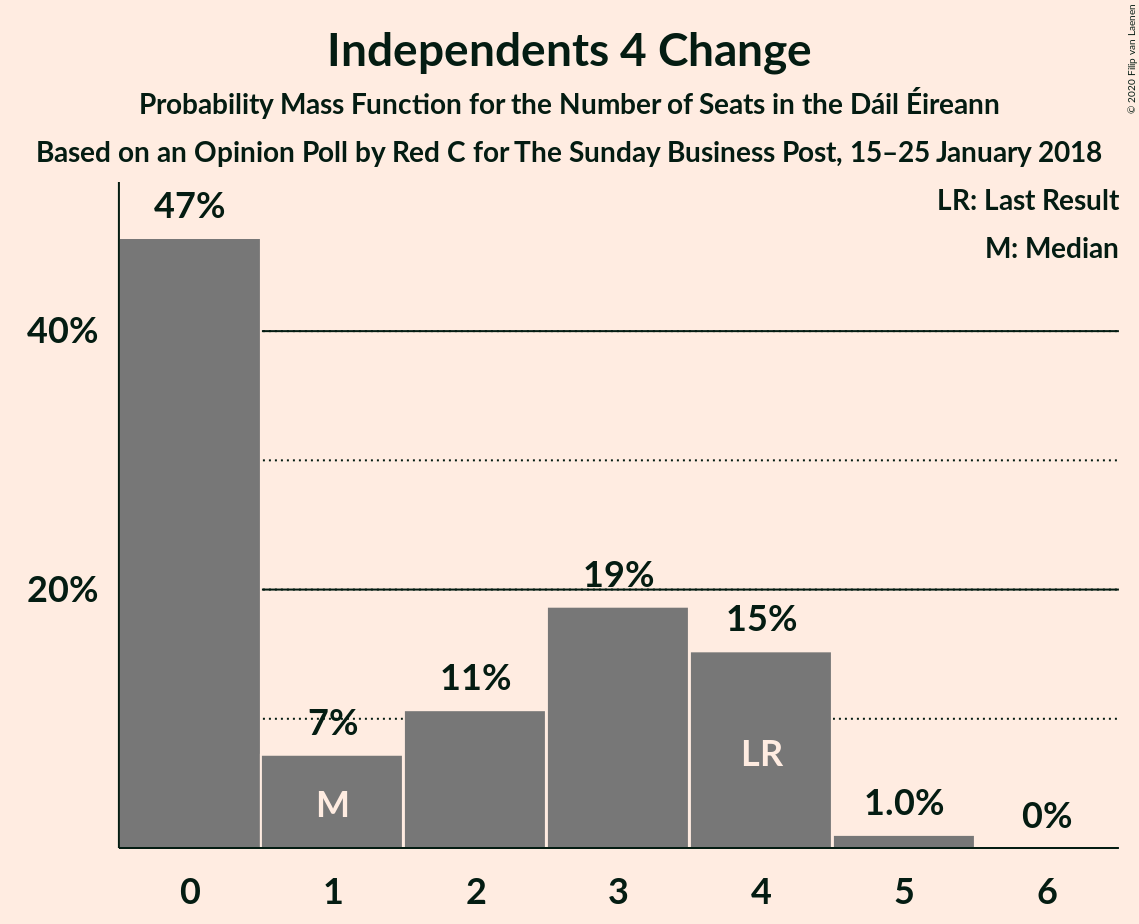 Independents 4 Change
Probability Mass Function for the Number of Seats in the Dáil Éireann
Based on an Opinion Poll by Red C for The Sunday Business Post, 15–25 January 2018
© 2020 Filip van Laenen
LR: Last Result
M: Median
47%
40%
20%
19%
15%
11%
7%
LR
M
1.0%
0%
0 1 2 3 4 5 6